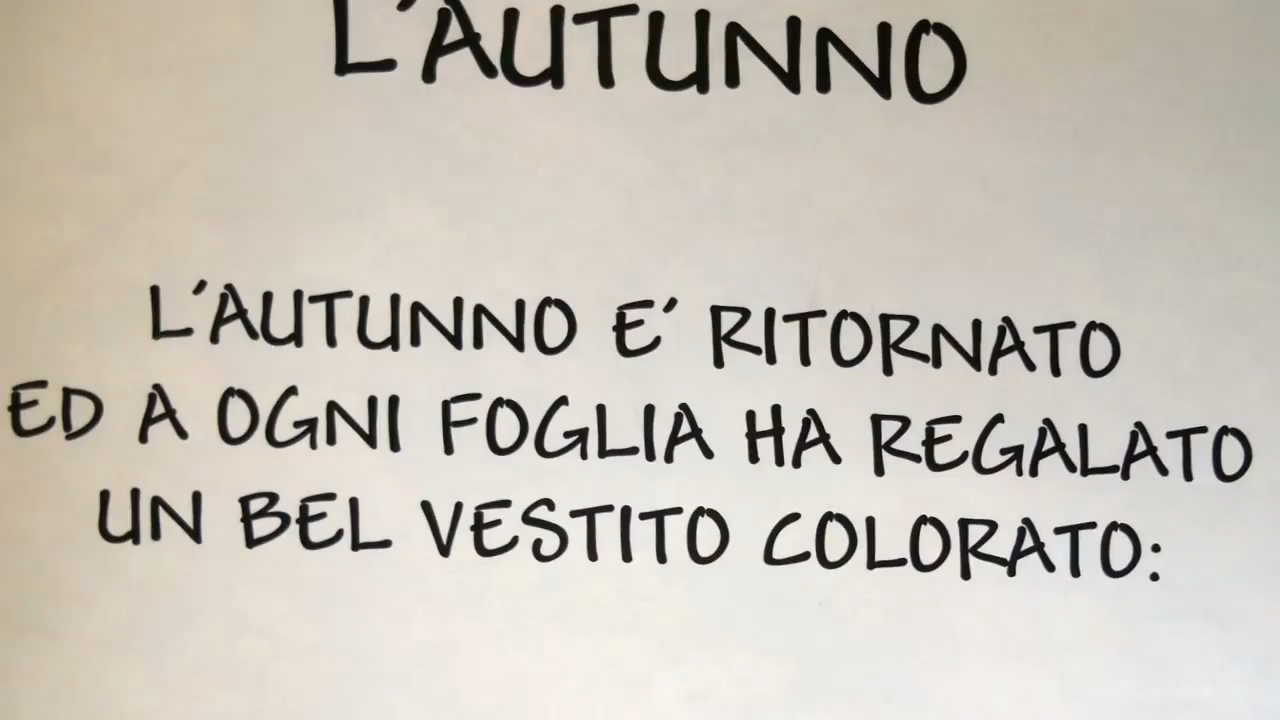 L'AUTUNNO
L'AUTUNNO E' RITORNATO
ED A OGNI FOGLIA HA REGALATO
UN BEL VESTITO COLORATO: